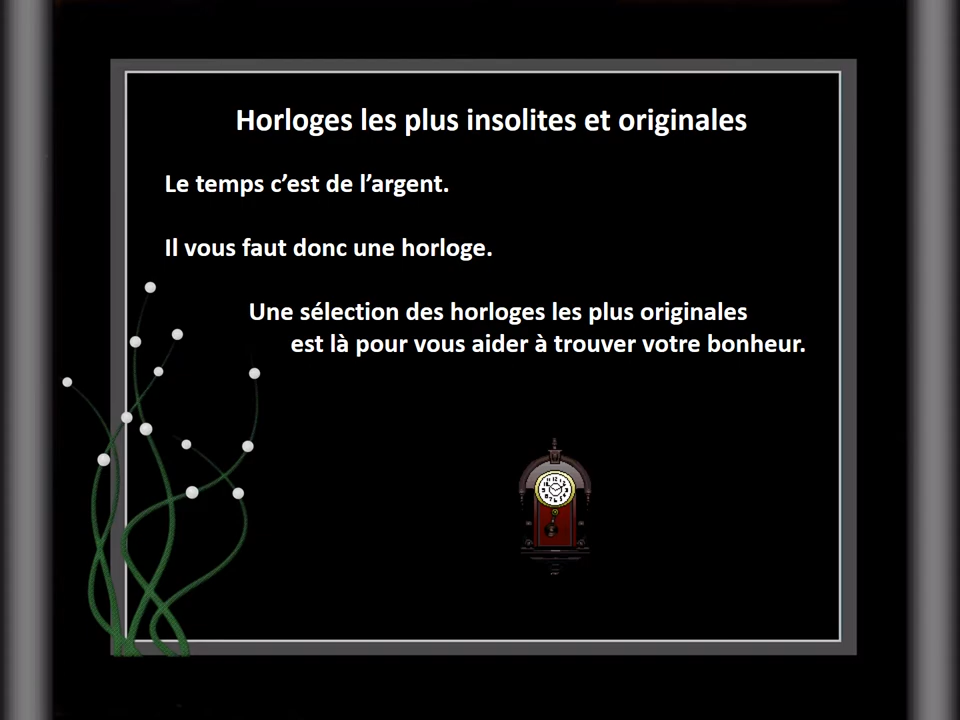 Horloges les plus insolites et originales
Le temps c’est de l’argent.
Il vous faut donc une horloge.
Une sélection des horloges les plus originales
est là pour vous aider à trouver votre bonheur.